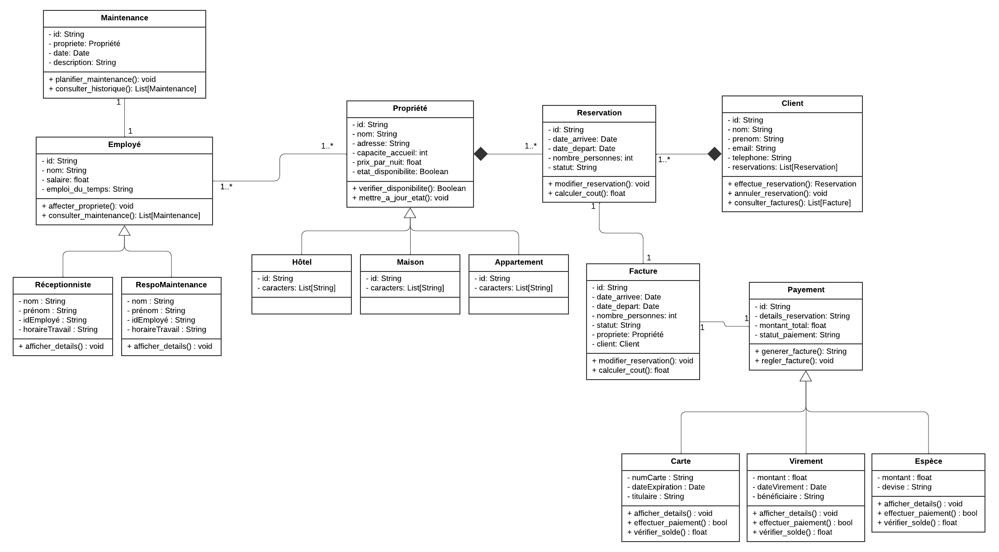 Maintenance
- id: String
- propriete: Propriété
- date: Date
- description: String
+ planifier_maintenance(): void
+ consulter_historique(): List[Maintenance]
1
1
Employé
- id: String
- nom: String
- salaire: float
- emploi_du_temps: String
+ affecter_propriete(): void
+ consulter_maintenance(): List[Maintenance]
1..*
1..*
Propriété
- id: String
- nom: String
- adresse: String
- capacite_accueil: int
- prix_par_nuit: float
- etat_disponibilite: Boolean
+ verifier_disponibilite(): Boolean
+ mettre_a_jour_etat(): void
1..*
Reservation
- id: String
- date_arrivee: Date
- date_depart: Date
- nombre_personnes: int
- statut: String
+ modifier_reservation(): void
+ calculer_cout(): float
1..*
Client
- id: String
- nom: String
- prenom: String
- email: String
- telephone: String
- reservations: List[Reservation]
+ effectue_reservation(): Reservation
+ annuler_reservation(): void
+ consulter_factures(): List[Facture]
Réceptionniste
- nom : String
- prénom : String
- idEmployé : String
- horaireTravail : String
+ afficher_details() : void
RespoMaintenance
- nom : String
- prénom : String
- idEmployé : String
- horaireTravail : String
+ afficher_details() : void
Hôtel
- id: String
- caracters: List[String]
Maison
- id: String
- caracters: List[String]
Appartement
- id: String
- caracters: List[String]
1
1
Facture
- id: String
- date_arrivee: Date
- date_depart: Date
- nombre_personnes: int
- statut: String
- propriete: Propriété
- client: Client
+ modifier_reservation(): void
+ calculer_cout(): float
1
1
Payement
- id: String
- details_reservation: String
- montant_total: float
- statut_paiement: String
+ generer_facture(): String
+ regler_facture(): void
Carte
- numCarte : String
- dateExpiration : Date
- titulaire : String
+ afficher_details() : void
+ effectuer_paiement() : bool
+ vérifier_solde() : float
Virement
- montant : float
- dateVirement : Date
- bénéficiaire : String
+ afficher_details() : void
+ effectuer_paiement() : bool
+ vérifier_solde() : float
Espèce
- montant : float
- devise : String
+ afficher_details() : void
+ effectuer_paiement() : bool
+ vérifier_solde() : float